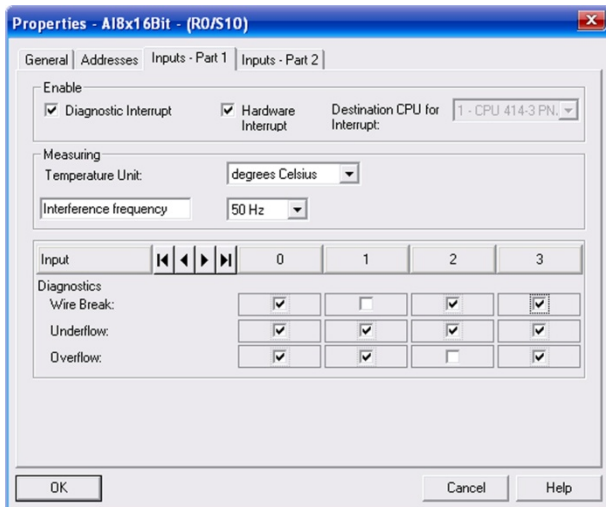 Properties - AI8x16Bit - (R0/S10)
General Addresses Inputs - Part 1 Inputs - Part 2
Enable
Diagnostic Interrupt Hardware Interrupt Destination CPU for Interrupt: 1 - CPU 414-3 PN,
Measuring
Temperature Unit: degrees Celsius
Interference frequency 50 Hz
Input 0 1 2 3
Diagnostics
Wire Break:
Underflow:
Overflow:
OK Cancel Help